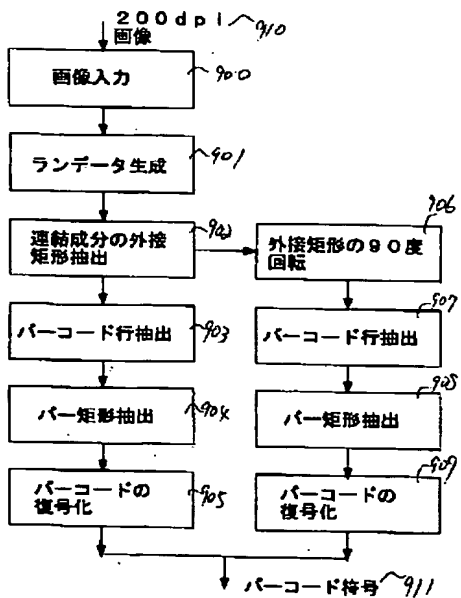 200dpi 910
画像
画像入力 900
ランデータ生成 901
連結成分の外接
矩形抽出 902
外接矩形の90度
回転 906
バーコード行抽出 903
バーコード行抽出 907
バー矩形抽出 904
バー矩形抽出 908
バーコードの
復号化 905
バーコードの
復号化 909
バーコード符号 911